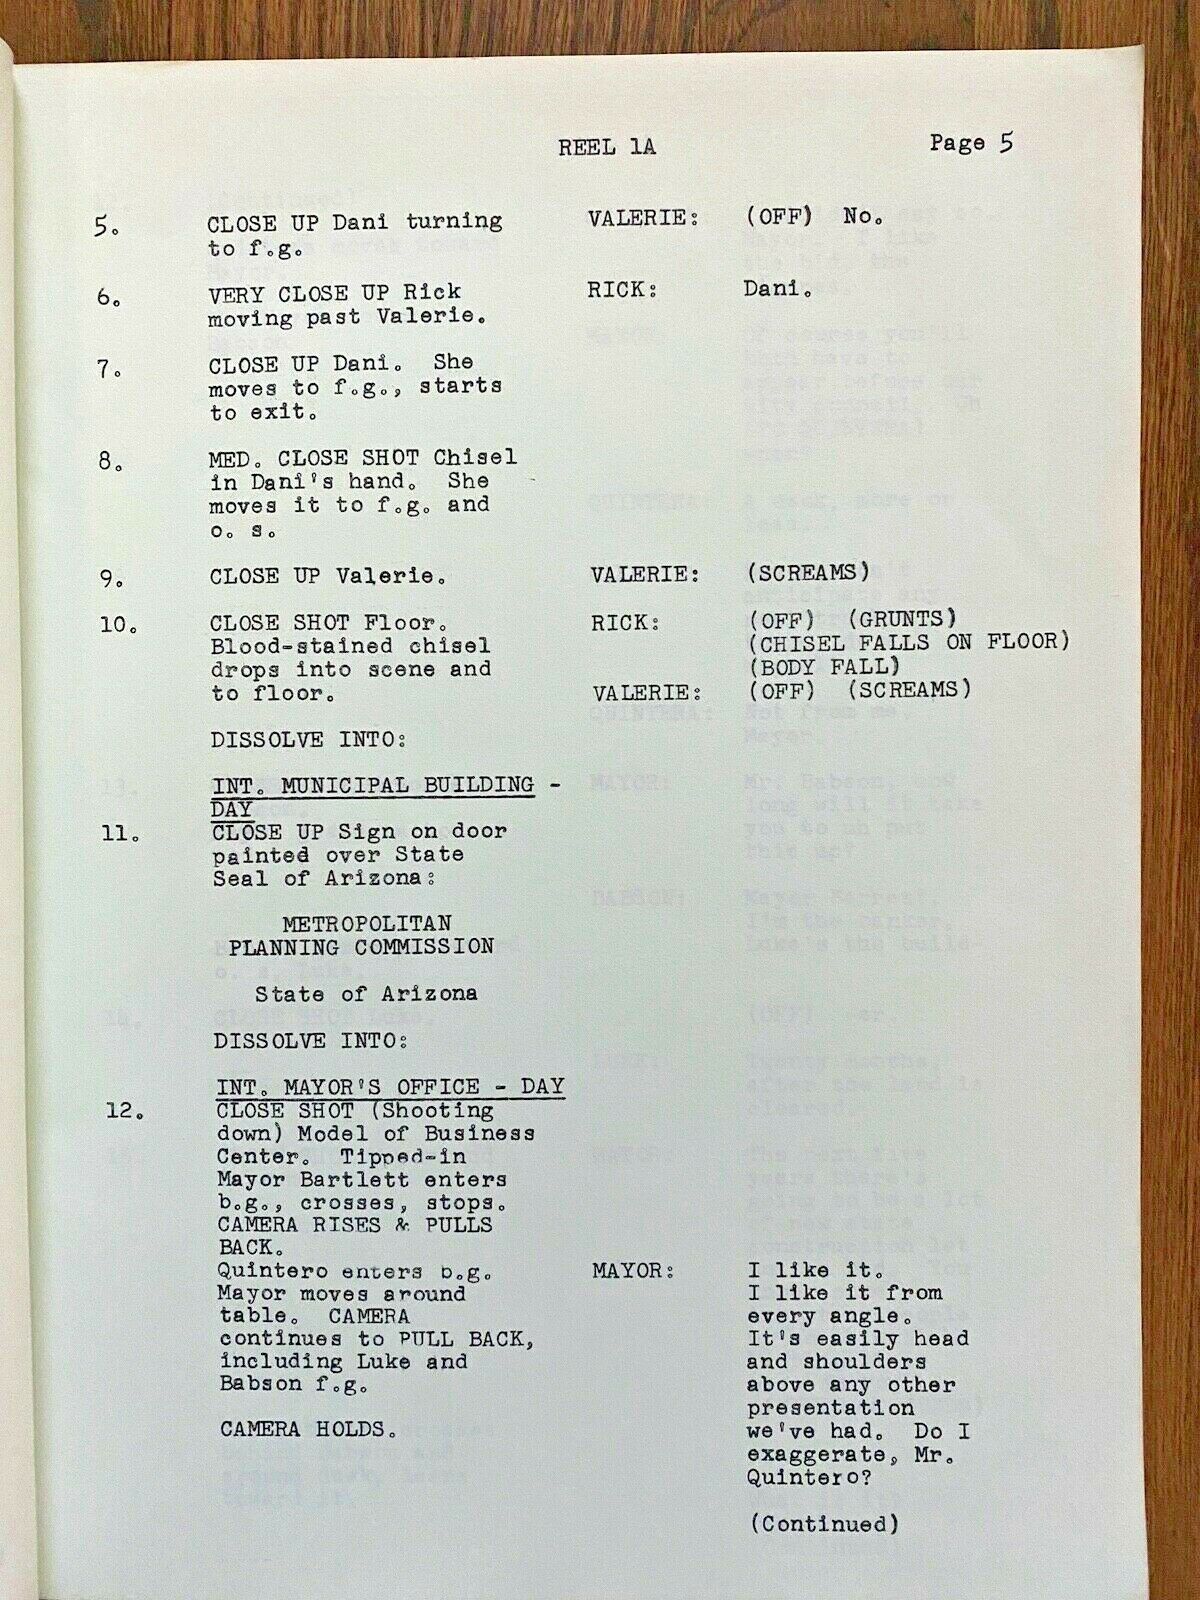 REEL 1A Page 5
5. CLOSE UP Dani turning VALERIE: (OFF) No.
to f.g.
6. VERY CLOSE UP Rick RICK: Dani.
moving past Valerie.
7. CLOSE UP Dani. She
moves to f.g., starts
to exit.
8. MED. CLOSE SHOT Chisel
in Dani's hand. She
moves it to f.g. and
o. s.
9. CLOSE UP Valerie. VALERIE: (SCREAMS)
10. CLOSE SHOT Floor. RICK: (OFF) (GRUNTS)
Blood-stained chisel (CHISEL FALLS ON FLOOR)
drops into scene and (BODY FALL)
to floor. VALERIE: (OFF) (SCREAMS)
DISSOLVE INTO:
INT. MUNICIPAL BUILDING -
DAY
11. CLOSE UP Sign on door
painted over State
Seal of Arizona:
METROPOLITAN
PLANNING COMMISSION
State of Arizona
DISSOLVE INTO:
INT. MAYOR'S OFFICE - DAY
12. CLOSE SHOT (Shooting
down) Model of Business
Center. Tipped-in
Mayor Bartlett enters
b.g., crosses, stops.
CAMERA RISES & PULLS
BACK.
Quintero enters b.g. MAYOR: I like it.
Mayor moves around I like it from
table. CAMERA every angle.
continues to PULL BACK, It's easily head
including Luke and and shoulders
Babson f.g. above any other
presentation
CAMERA HOLDS. we've had. Do I
exaggerate, Mr.
Quintero?
(Continued)